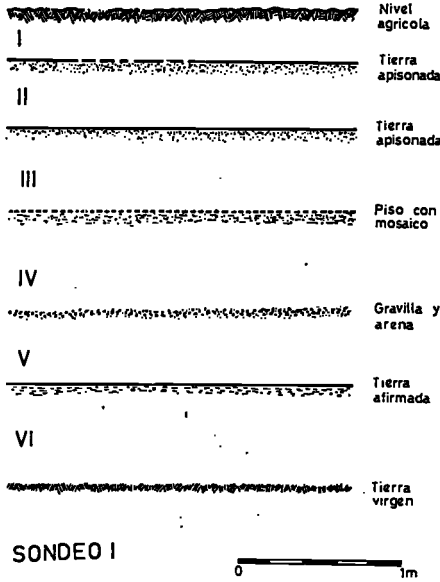 Nivel
agricola
I
Tierra
apisonada
II
Tierra
apisonada
III
Piso con
mosaico
IV
Gravilla y
arena
V
Tierra
afirmada
VI
Tierra
virgen
SONDEO I
0 1m